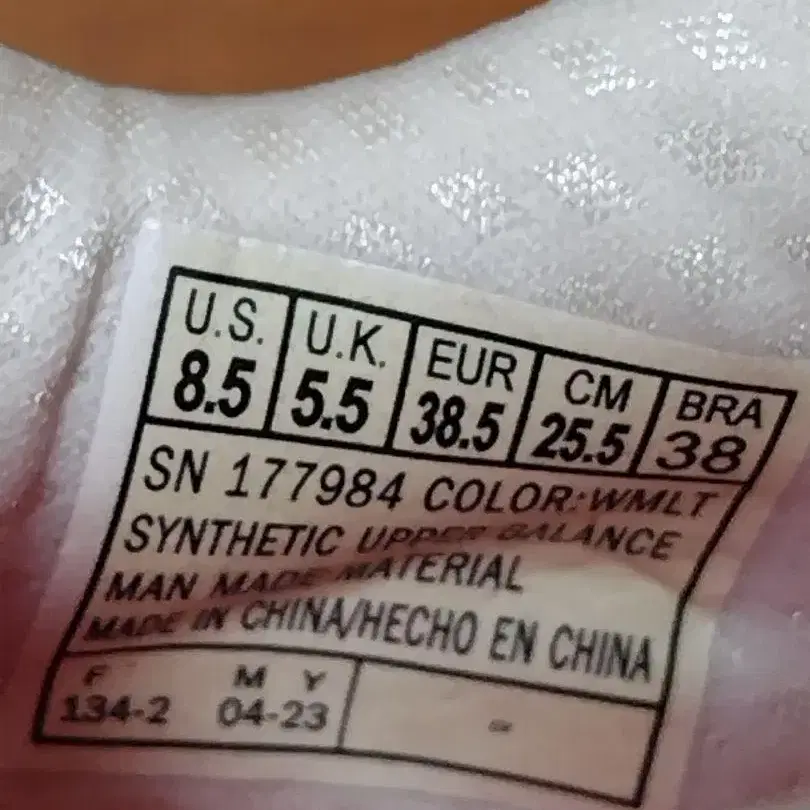 U.S. U.K. EUR CM BRA
8.5 5.5 38.5 25.5 38
SN 177984 COLOR:WMLT
SYNTHETIC UPPER BALANCE
MAN MADE MATERIAL
MADE IN CHINA/HECHO EN CHINA
F M Y
134-2 04-23